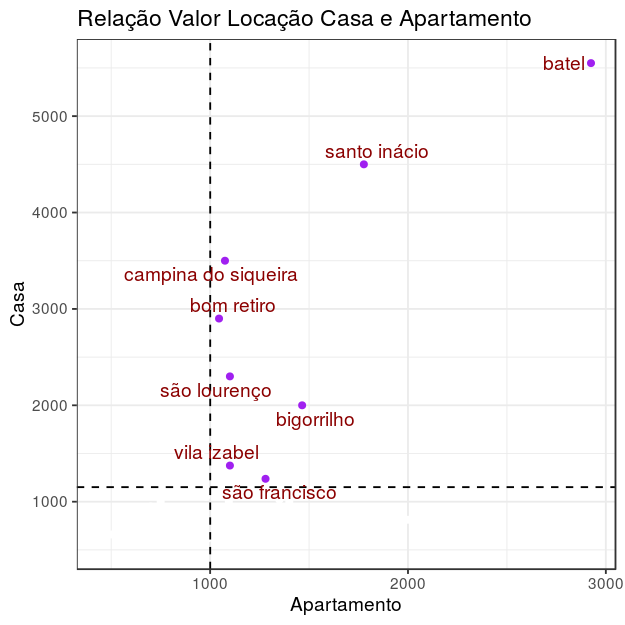 Relação Valor Locação Casa e Apartamento
batel
santo inácio
campina do siqueira
bom retiro
são lourenço
bigorrilho
vila izabel
são francisco
5000
4000
3000
2000
1000
Casa
1000
2000
3000
Apartamento